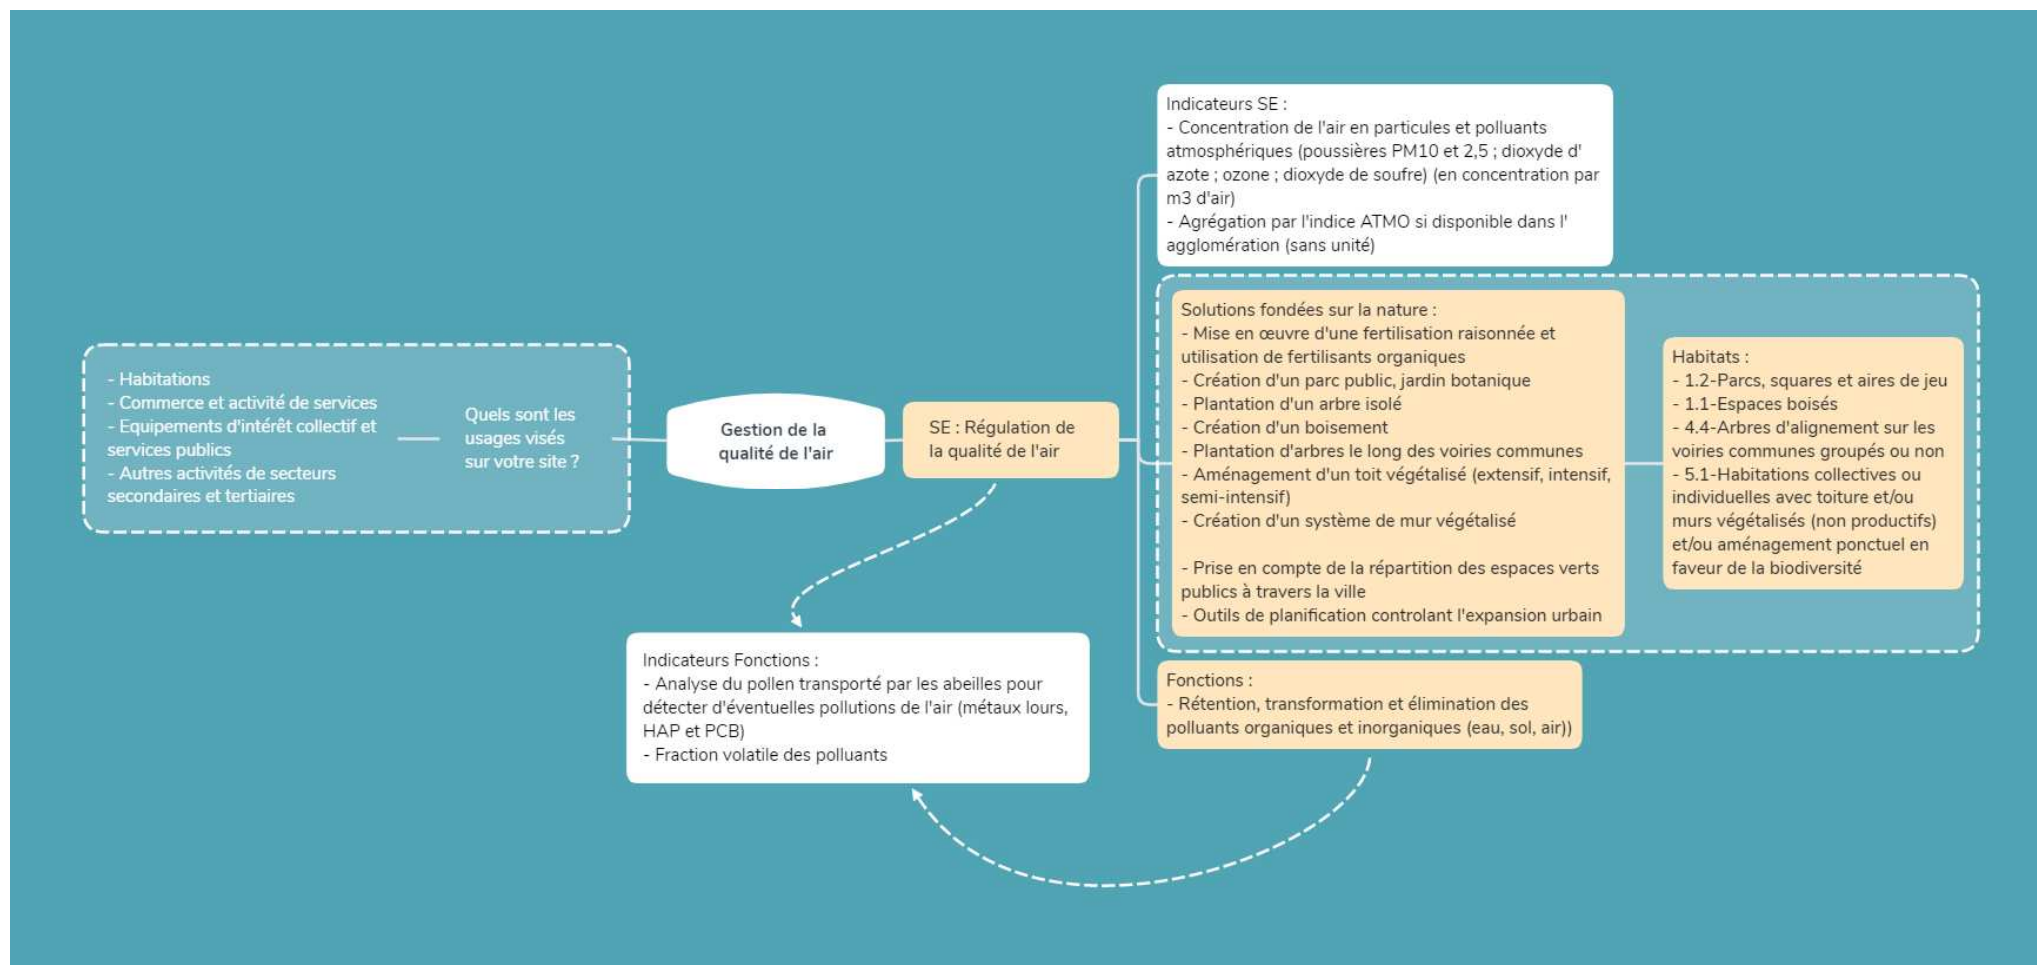 - Habitations
- Commerce et activité de services
- Equipements d'intérêt collectif et
services publics
- Autres activités de secteurs
secondaires et tertiaires
Quels sont les
usages visés
sur votre site ?
Gestion de la
qualité de l'air
SE : Régulation de
la qualité de l'air
Indicateurs SE :
- Concentration de l'air en particules et polluants
atmosphériques (poussières PM10 et 2,5 ; dioxyde d'
azote ; ozone ; dioxyde de soufre) (en concentration par
m3 d'air)
- Agrégation par l'indice ATMO si disponible dans l'
agglomération (sans unité)
Solutions fondées sur la nature :
- Mise en œuvre d'une fertilisation raisonnée et
utilisation de fertilisants organiques
- Création d'un parc public, jardin botanique
- Plantation d'un arbre isolé
- Création d'un boisement
- Plantation d'arbres le long des voiries communes
- Aménagement d'un toit végétalisé (extensif, intensif,
semi-intensif)
- Création d'un système de mur végétalisé
- Prise en compte de la répartition des espaces verts
publics à travers la ville
- Outils de planification controlant l'expansion urbain
Habitats :
- 1.2-Parcs, squares et aires de jeu
- 1.1-Espaces boisés
- 4.4-Arbres d'alignement sur les
voiries communes groupés ou non
- 5.1-Habitations collectives ou
individuelles avec toiture et/ou
murs végétalisés (non productifs)
et/ou aménagement ponctuel en
faveur de la biodiversité
Indicateurs Fonctions :
- Analyse du pollen transporté par les abeilles pour
détecter d'éventuelles pollutions de l'air (métaux lours,
HAP et PCB)
- Fraction volatile des polluants
Fonctions :
- Rétention, transformation et élimination des
polluants organiques et inorganiques (eau, sol, air))